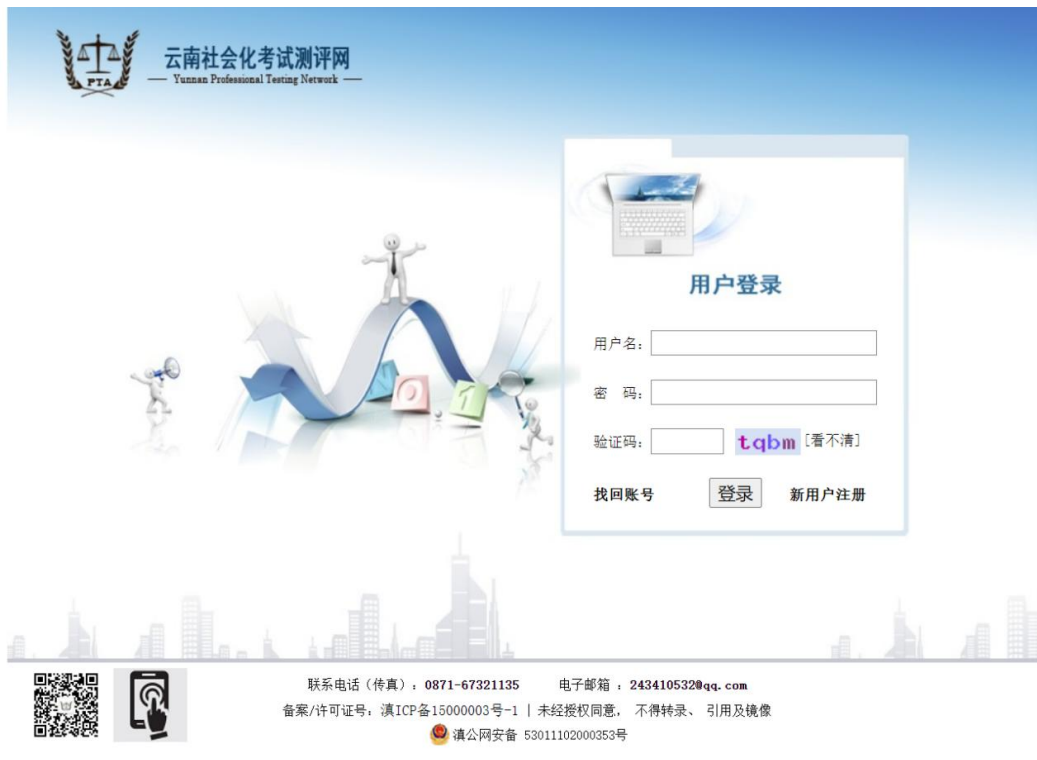 云南社会化考试测评网
Yunnan Professional Testing Network
PTA
用户登录
用户名：
NO.1
密 码：
验证码： tqbm [看不清]
找回账号 登录 新用户注册
联系电话（传真）：0871-67321135 电子邮箱 ：243410532@qq.com
备案/许可证号：滇ICP备15000003号-1 | 未经授权同意， 不得转录、 引用及镜像
滇公网安备 53011102000353号